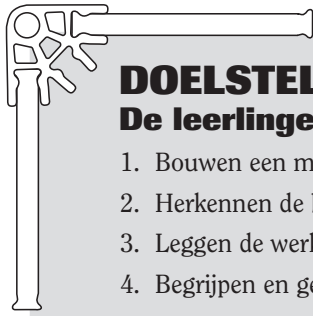 DOELSTEL
De leerlinge
1. Bouwen een m
2. Herkennen de
3. Leggen de werk
4. Begrijpen en ge